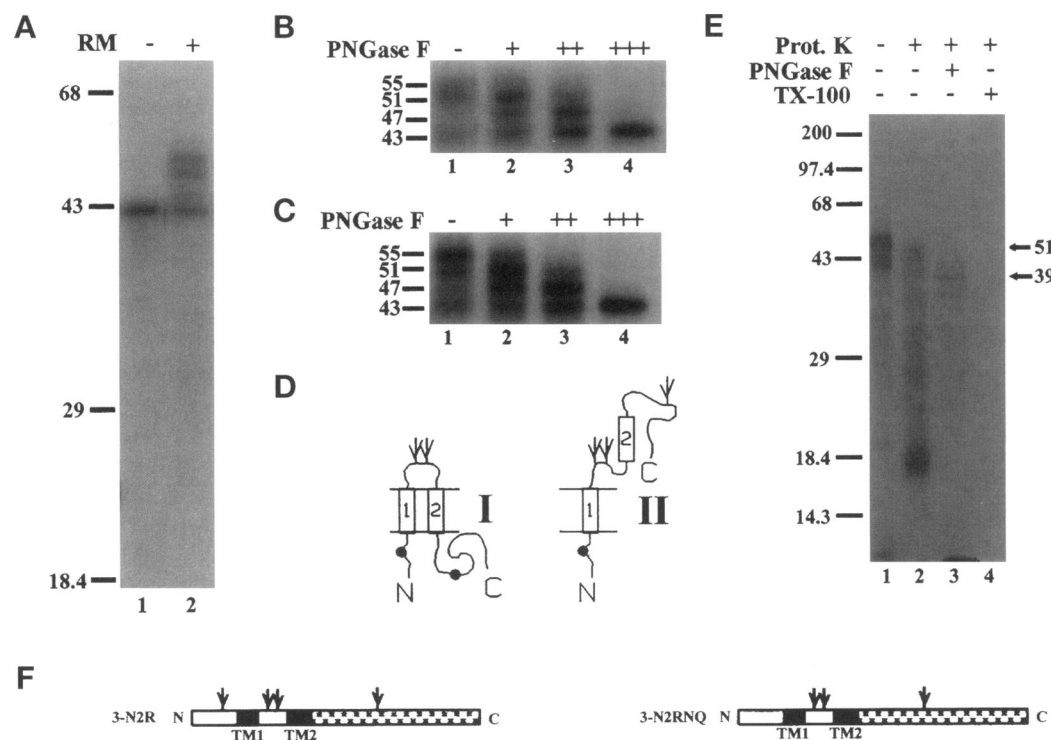 A
RM - +
68
43
29
18.4
1 2
B
PNGase F - + ++ +++
55
51
47
43
1 2 3 4
C
PNGase F - + ++ +++
55
51
47
43
1 2 3 4
D
1 2 I
N C
1 2 II
N C
E
Prot. K - + + +
PNGase F - - + -
TX-100 - - - +
200
97.4
68
43
29
18.4
14.3
51
39
1 2 3 4
F
3-N2R N C
TM1 TM2
3-N2RNQ N C
TM1 TM2